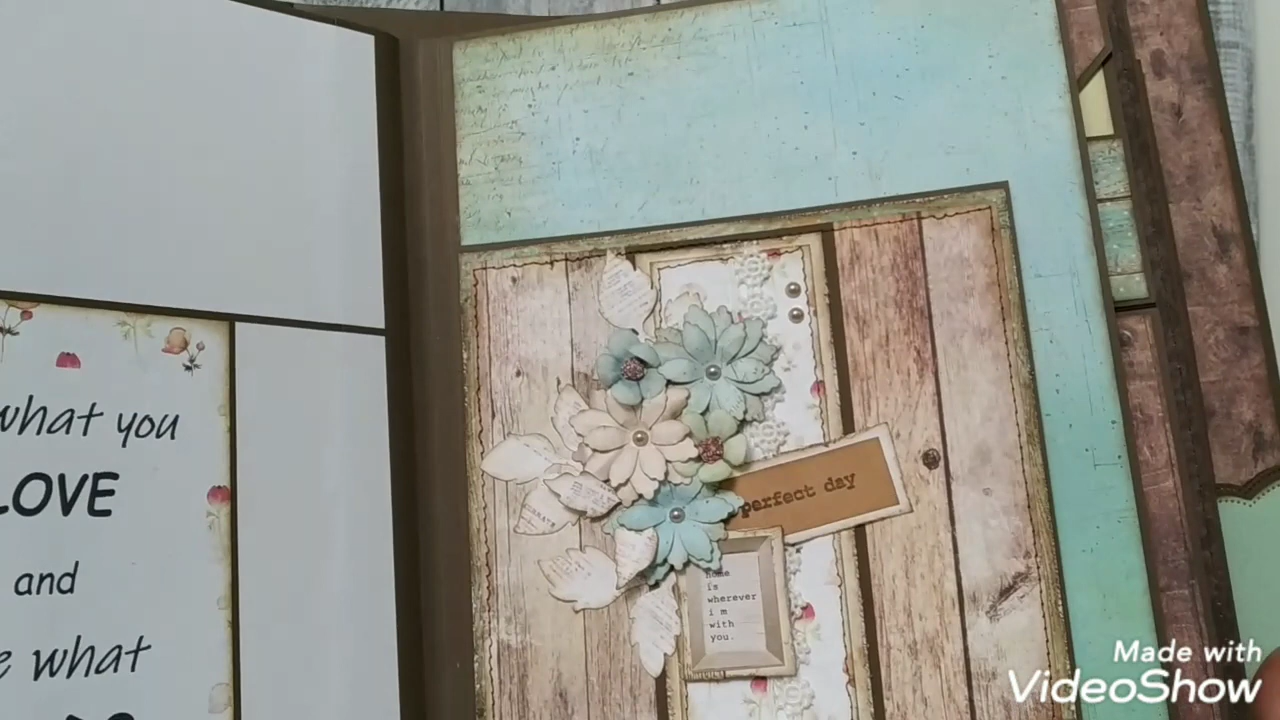 what you
LOVE
and
what
perfect day
home
is
wherever
i m
with
you.
Made with
VideoShow